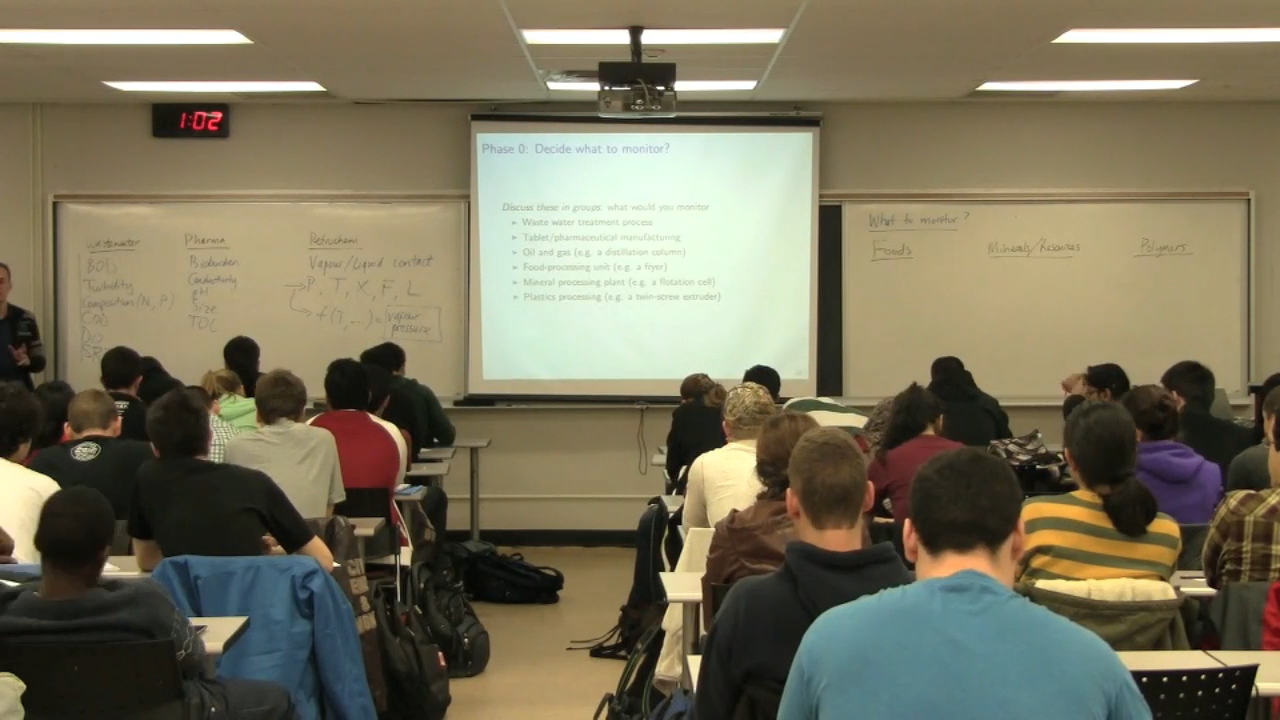 1:02
Phase 0: Decide what to monitor?
Discuss these in groups: what would you monitor
➤ Waste water treatment process
➤ Tablet/pharmaceutical manufacturing
➤ Oil and gas (e.g. a distillation column)
➤ Food-processing unit (e.g. a fryer)
➤ Mineral processing plant (e.g. a flotation cell)
➤ Plastics processing (e.g. a twin-screw extruder)
Wastewater
BOD
Turbidity
Composition (N, P)
COD
DO
Pharma
Bioburden
Conductivity
pH
Size
TOC
Petrochem
Vapour/Liquid contact
→P, T, X, F, L
f(T, ...) = vapour
pressure
What to monitor?
Foods
Minerals/Resources
Polymers